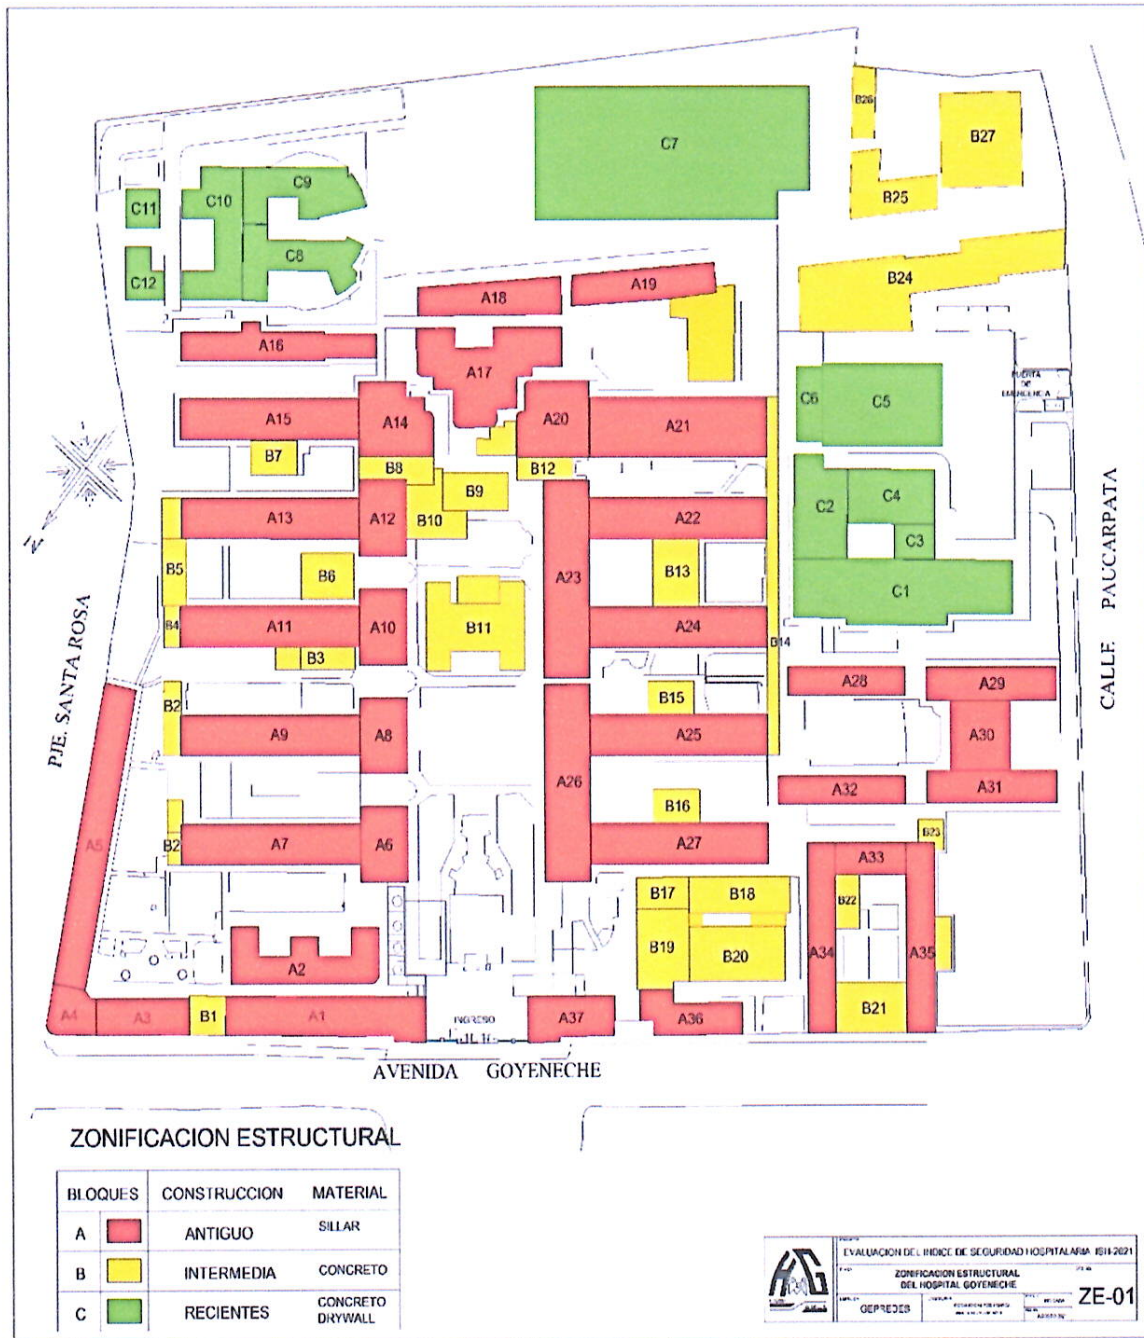 B26
C7
B27
C9
C10
C11
B25
C8
B24
C12
A19
A18
A16
A17
PUERTA
DE
EMERGENCIA
C6
C5
A15
A14
A20
A21
B7
B8
B12
B9
C2
C4
A13
A12
B10
A22
C3
B5
B6
B13
A23
C1
B4
A11
A10
B11
A24
B14
B3
A28
A29
B2
B15
A9
A8
A25
A30
A26
A32
A31
B16
B23
A5
B2
A7
A6
A27
A33
B17
B18
B22
B19
B20
A34
A35
A2
A4
A3
B1
A1
INGRESO
A37
A36
B21
PJE. SANTA ROSA
CALLE PAUCARPATA
AVENIDA GOYENECHE
ZONIFICACION ESTRUCTURAL
BLOQUES CONSTRUCCION MATERIAL
A ANTIGUO SILLAR
B INTERMEDIA CONCRETO
C RECIENTES CONCRETO
DRYWALL
EVALUACION DEL INDICE DE SEGURIDAD HOSPITALARIA ISH-2021
ZONIFICACION ESTRUCTURAL
DEL HOSPITAL GOYENECHE
GEPREDES
ZE-01